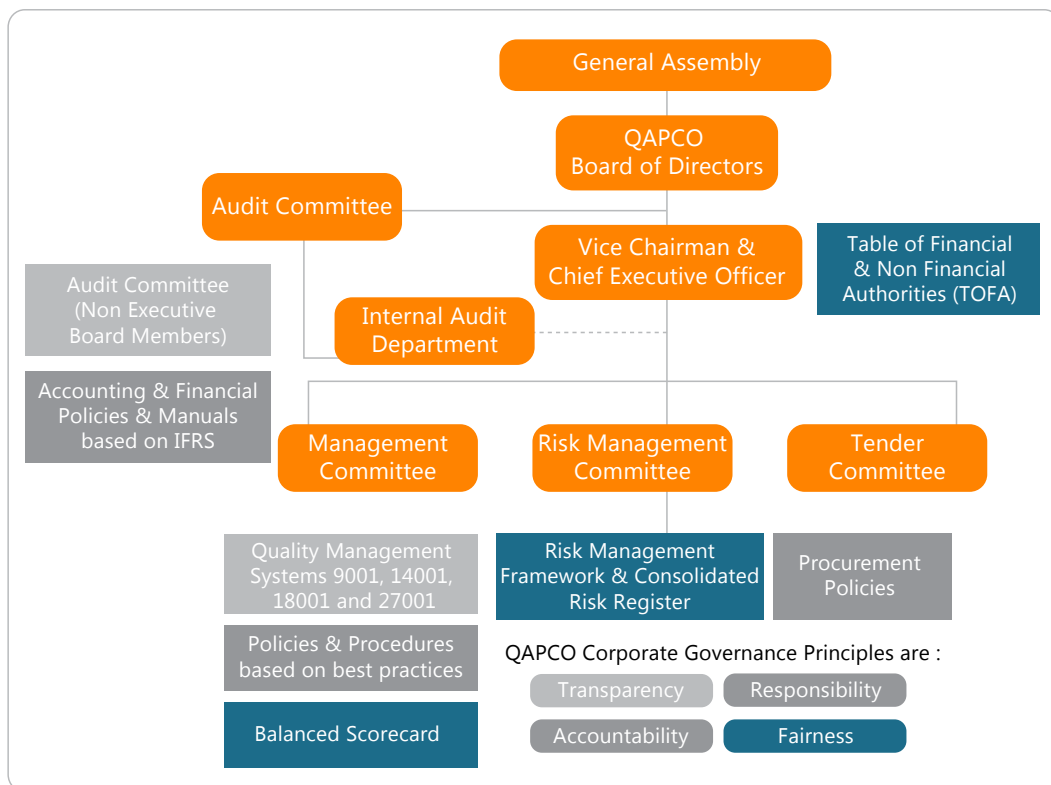 General Assembly
QAPCO
Board of Directors
Audit Committee
Vice Chairman &
Chief Executive Officer
Table of Financial
& Non Financial
Authorities (TOFA)
Audit Committee
(Non Executive
Board Members)
Internal Audit
Department
Accounting & Financial
Policies & Manuals
based on IFRS
Management
Committee
Risk Management
Committee
Tender
Committee
Quality Management
Systems 9001, 14001,
18001 and 27001
Risk Management
Framework & Consolidated
Risk Register
Procurement
Policies
Policies & Procedures
based on best practices
Balanced Scorecard
QAPCO Corporate Governance Principles are :
Transparency
Responsibility
Accountability
Fairness